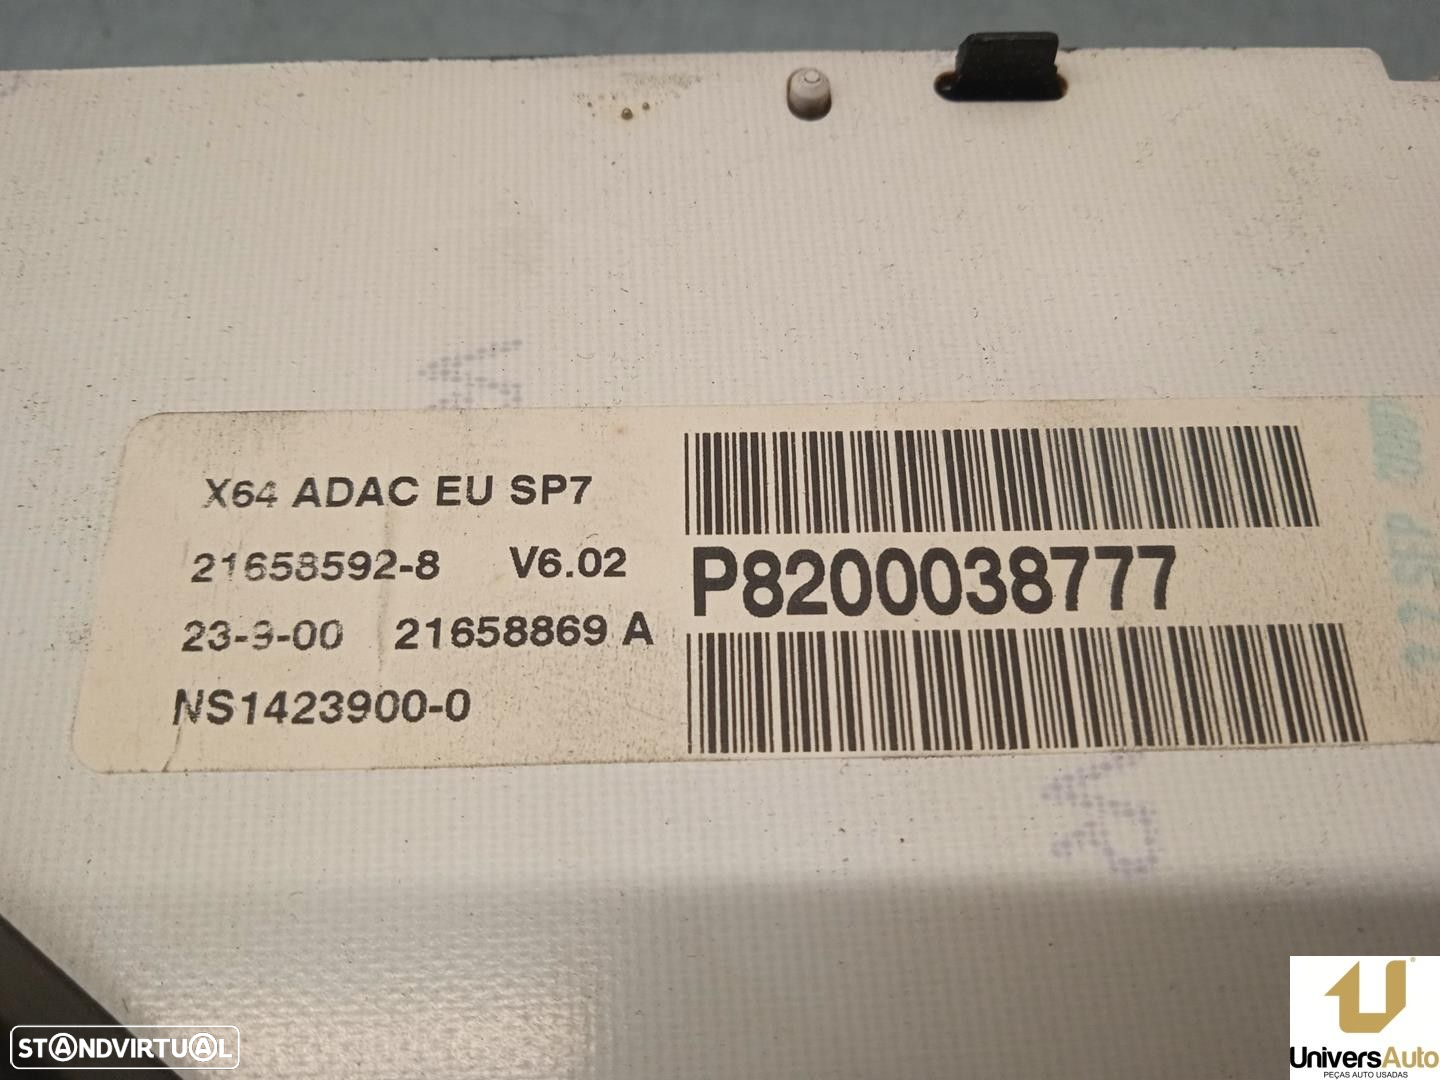 X64 ADAC EU SP7
21658592-8 V6.02
23-9-00 21658869 A
NS1423900-0
P8200038777
STANDVIRTUAL
UniversAuto
PEÇAS AUTO USADAS